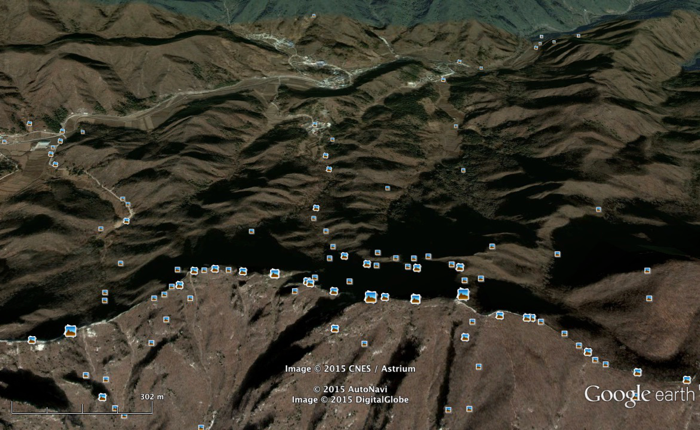 Image © 2015 CNES / Astrium
© 2015 AutoNavi
Image © 2015 DigitalGlobe
302 m
Google earth